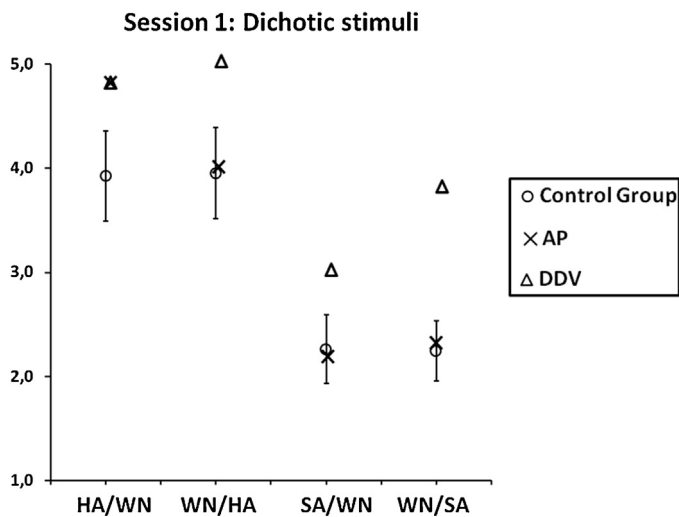 Session 1: Dichotic stimuli
5,0
4,0
3,0
2,0
1,0
HA/WN WN/HA SA/WN WN/SA
Control Group
AP
DDV